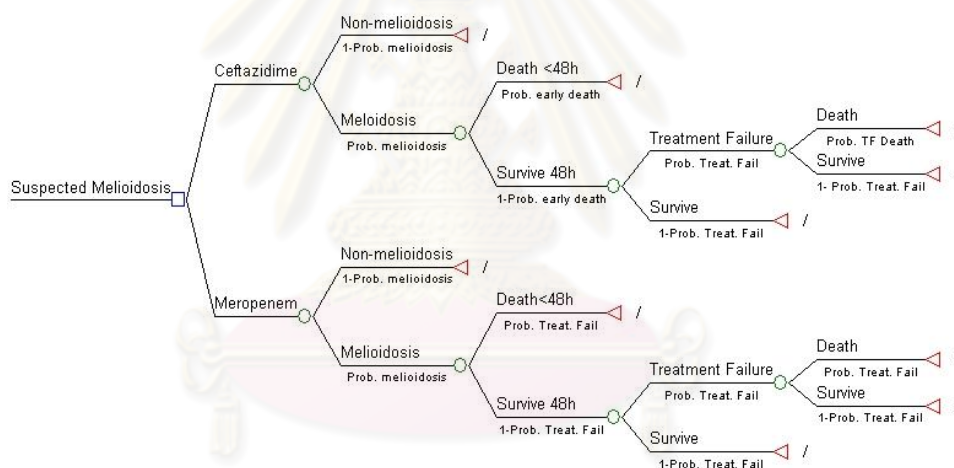 Non-melioidosis
1-Prob. melioidosis
/
Ceftazidime
Death <48h
Prob. early death
/
Meloidosis
Prob. melioidosis
Death
Prob. TF Death
Treatment Failure
Prob. Treat. Fail
Survive
1- Prob. Treat. Fail
Survive 48h
1-Prob. early death
Suspected Melioidosis
Survive
1-Prob. Treat. Fail
/
Non-melioidosis
1-Prob. melioidosis
/
Meropenem
Death<48h
Prob. Treat. Fail
/
Melioidosis
Prob. melioidosis
Death
Prob. Treat. Fail
Treatment Failure
Prob. Treat. Fail
Survive
1-Prob. Treat. Fail
Survive 48h
1-Prob. Treat. Fail
Survive
1-Prob. Treat. Fail
/